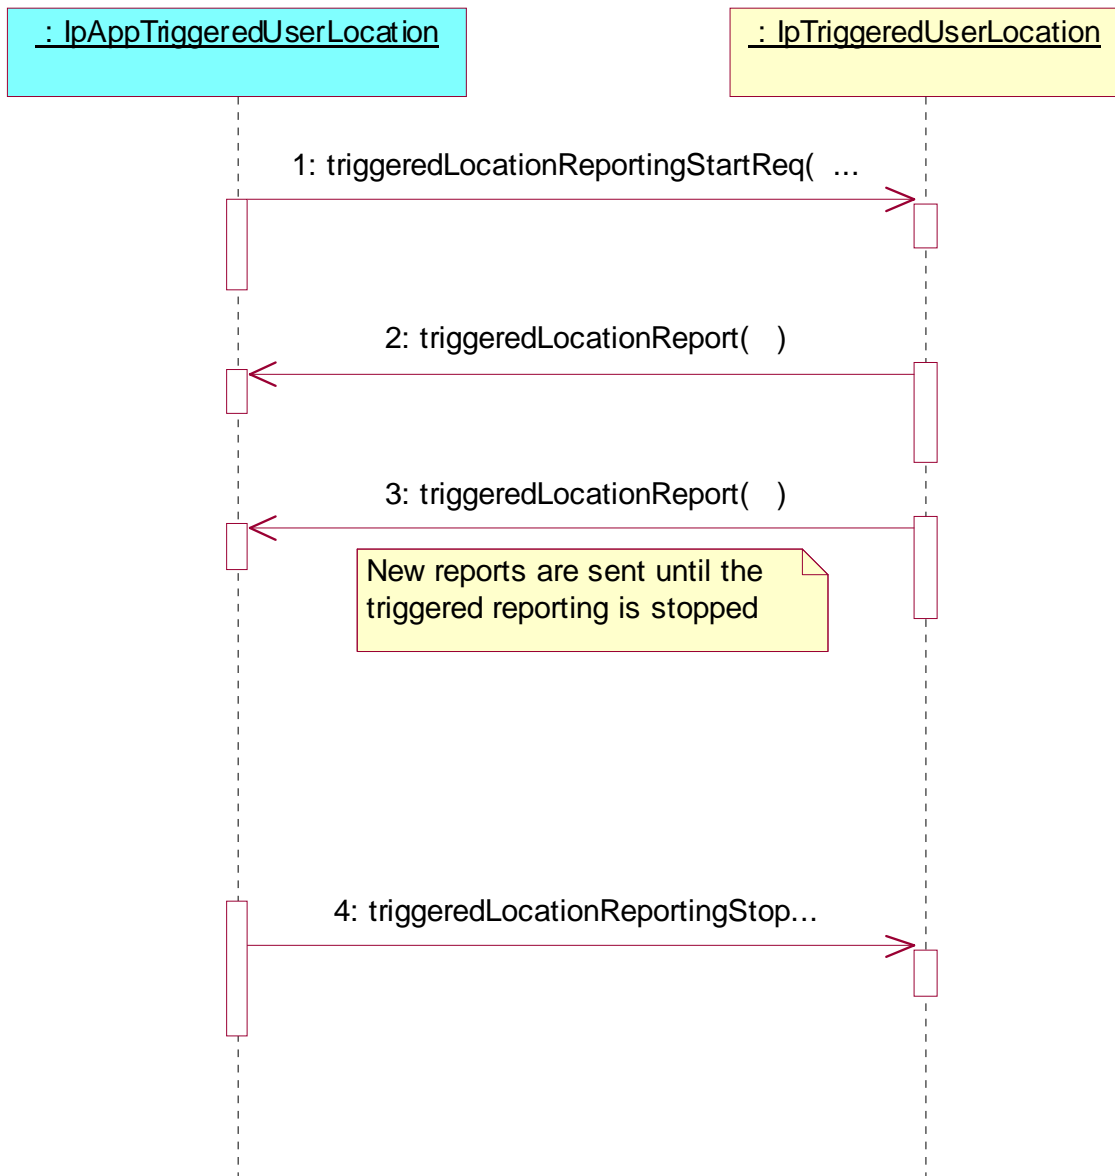 : IpAppTriggeredUserLocation
: IpTriggeredUserLocation
1: triggeredLocationReportingStartReq( ...
2: triggeredLocationReport( )
3: triggeredLocationReport( )
New reports are sent until the
triggered reporting is stopped
4: triggeredLocationReportingStop...